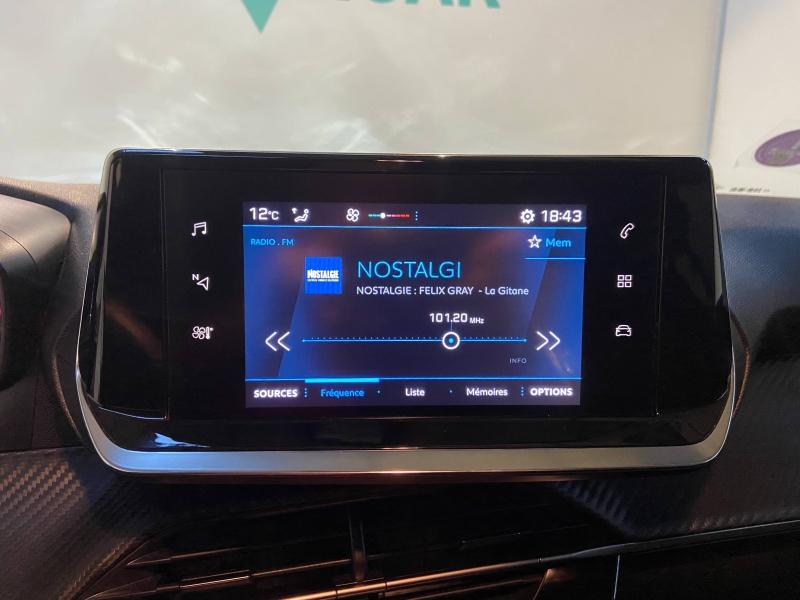 12°C
18:43
RADIO . FM
Mem
NOSTALGIE
NOSTALGI
NOSTALGIE : FELIX GRAY - La Gitane
101.20 MHz
INFO
SOURCES
Fréquence
Liste
Mémoires
OPTIONS
N